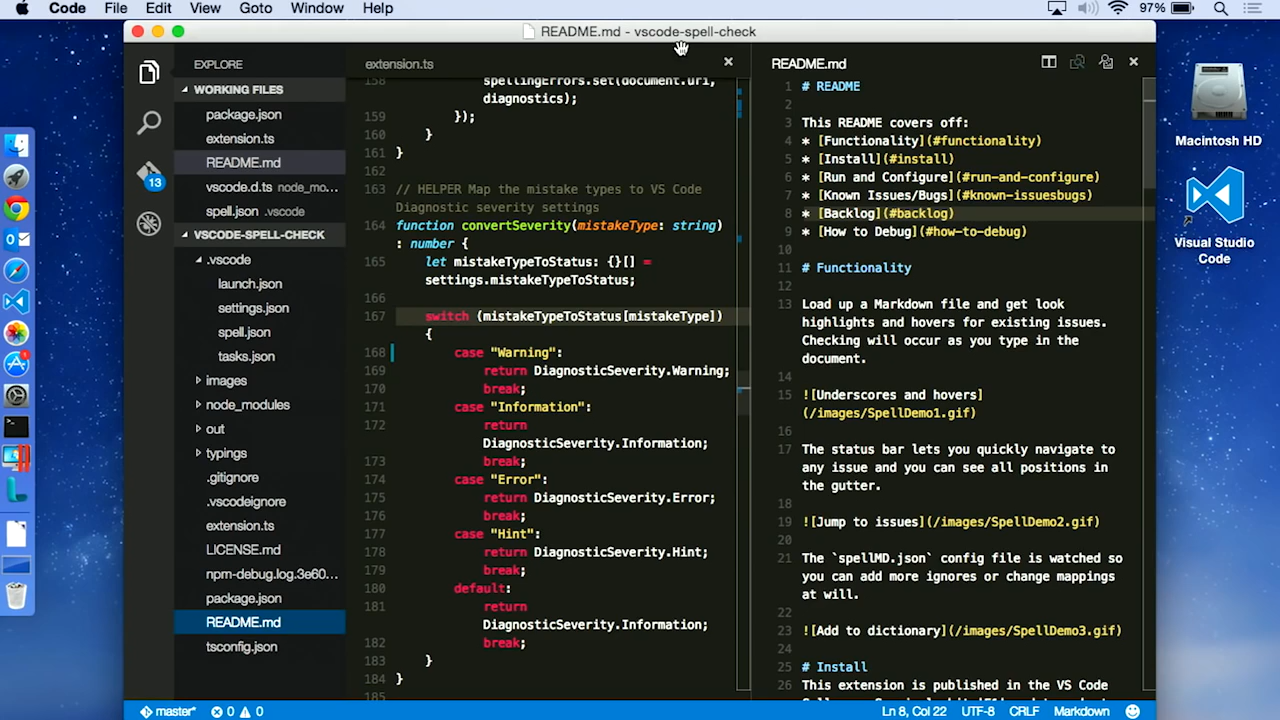 Code File Edit View Goto Window Help 97%
README.md - vscode-spell-check
EXPLORE
WORKING FILES
package.json
extension.ts
README.md
vscode.d.ts node_mo...
spell.json .vscode
13
VSCODE-SPELL-CHECK
.vscode
launch.json
settings.json
spell.json
tasks.json
images
node_modules
out
typings
.gitignore
.vscodeignore
extension.ts
LICENSE.md
npm-debug.log.3e60...
package.json
README.md
tsconfig.json
extension.ts
158 spellingErrors.set(document.uri,
diagnostics);
159 });
160 }
161 }
162
163 // HELPER Map the mistake types to VS Code
Diagnostic severity settings
164 function convertSeverity(mistakeType: string)
: number {
165 let mistakeTypeToStatus: {}[] =
settings.mistakeTypeToStatus;
166
167 switch (mistakeTypeToStatus[mistakeType])
{
168 case "Warning":
169 return DiagnosticSeverity.Warning;
170 break;
171 case "Information":
172 return
DiagnosticSeverity.Information;
173 break;
174 case "Error":
175 return DiagnosticSeverity.Error;
176 break;
177 case "Hint":
178 return DiagnosticSeverity.Hint;
179 break;
180 default:
181 return
DiagnosticSeverity.Information;
182 break;
183 }
184 }
185
README.md
1 # README
2
3 This README covers off:
4 * [Functionality](#functionality)
5 * [Install](#install)
6 * [Run and Configure](#run-and-configure)
7 * [Known Issues/Bugs](#known-issuesbugs)
8 * [Backlog](#backlog)
9 * [How to Debug](#how-to-debug)
10
11 # Functionality
12
13 Load up a Markdown file and get look
highlights and hovers for existing issues.
Checking will occur as you type in the
document.
14
15 ![Underscores and hovers]
(/images/SpellDemo1.gif)
16
17 The status bar lets you quickly navigate to
any issue and you can see all positions in
the gutter.
18
19 ![Jump to issues](/images/SpellDemo2.gif)
20
21 The `spellMD.json` config file is watched so
you can add more ignores or change mappings
at will.
22
23 ![Add to dictionary](/images/SpellDemo3.gif)
24
25 # Install
26 This extension is published in the VS Code
master* 0 0
Ln 8, Col 22 UTF-8 CRLF Markdown
Macintosh HD
Visual Studio
Code